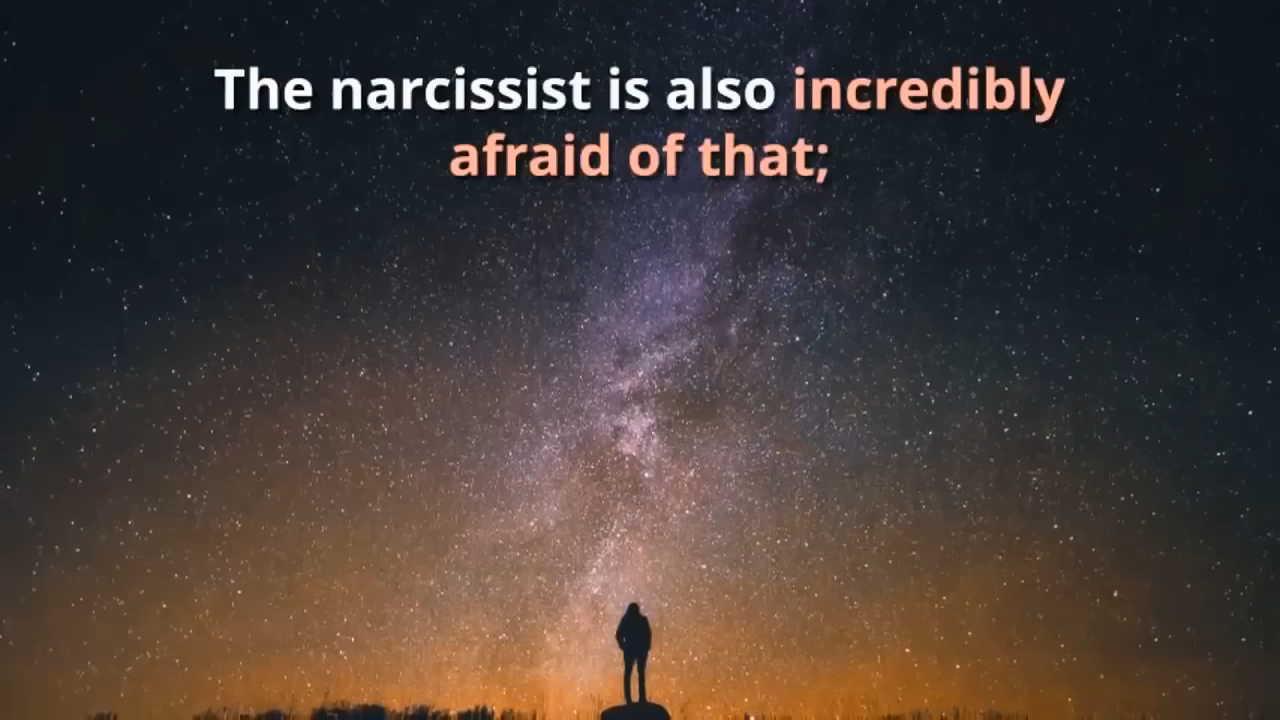 The narcissist is also incredibly
afraid of that;